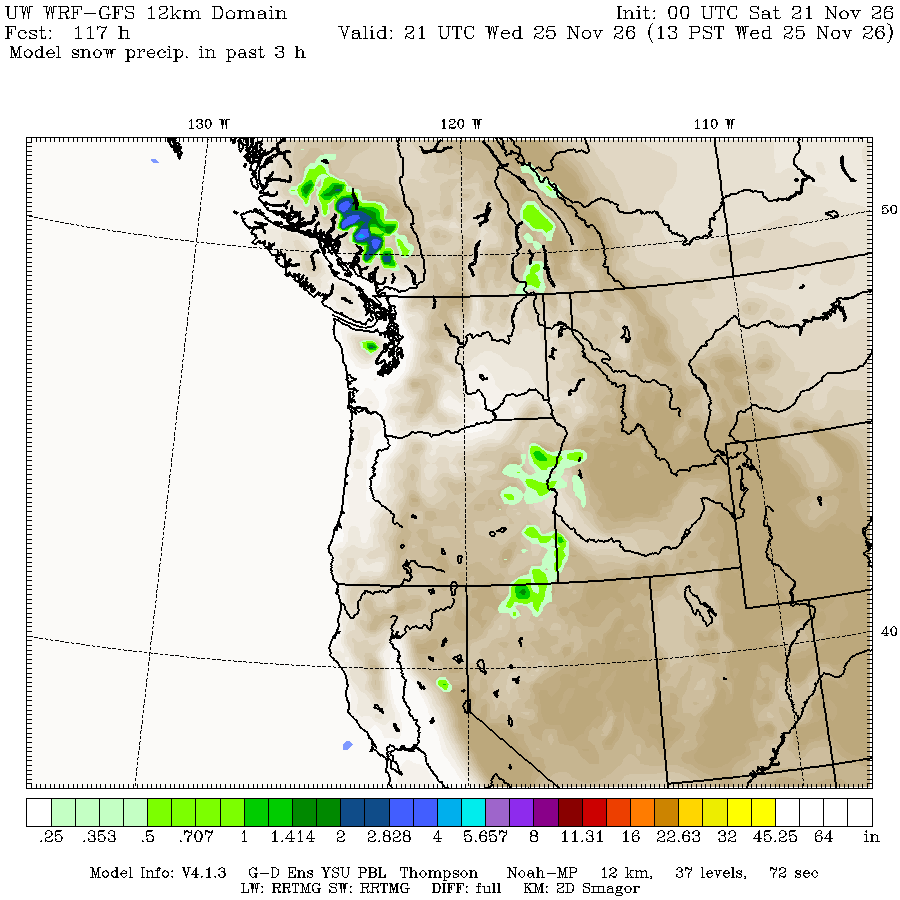 UW WRF-GFS 12km Domain Init: 00 UTC Sat 21 Nov 26
Fcst: 117 h Valid: 21 UTC Wed 25 Nov 26 (13 PST Wed 25 Nov 26)
Model snow precip. in past 3 h
130 W 120 W 110 W
50
40
.25 .353 .5 .707 1 1.414 2 2.828 4 5.657 8 11.31 16 22.63 32 45.25 64 in
Model Info: V4.1.3 G-D Ens YSU PBL Thompson Noah-MP 12 km, 37 levels, 72 sec
LW: RRTMG SW: RRTMG DIFF: full KM: 2D Smagor